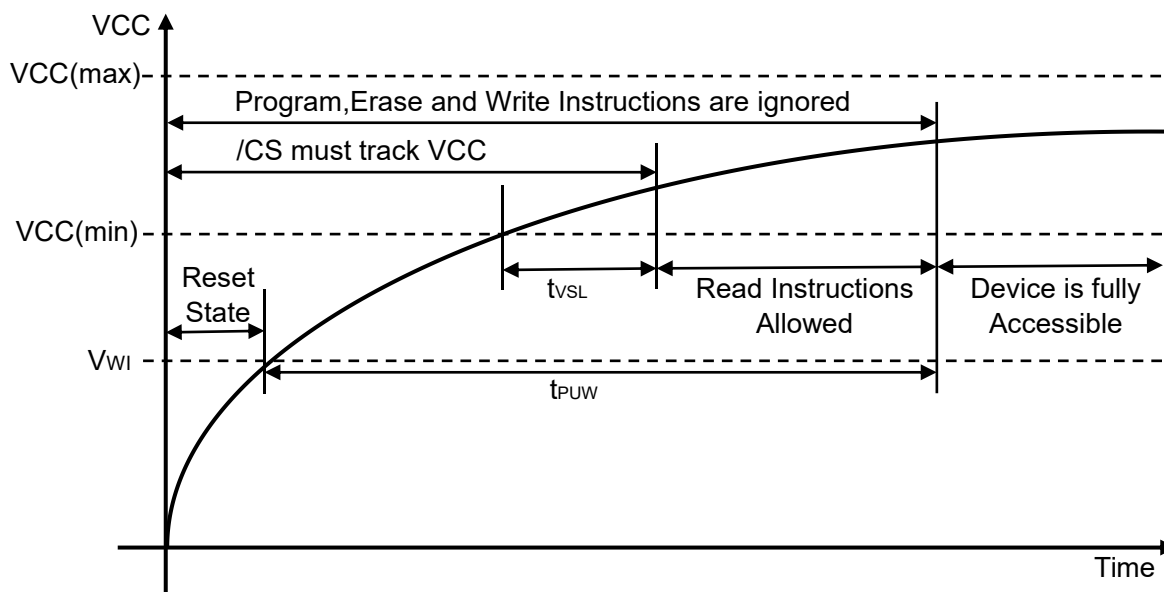 VCC
VCC(max)
Program,Erase and Write Instructions are ignored
/CS must track VCC
VCC(min)
Reset
State
tVSL
Read Instructions
Allowed
Device is fully
Accessible
VWI
tPUW
Time